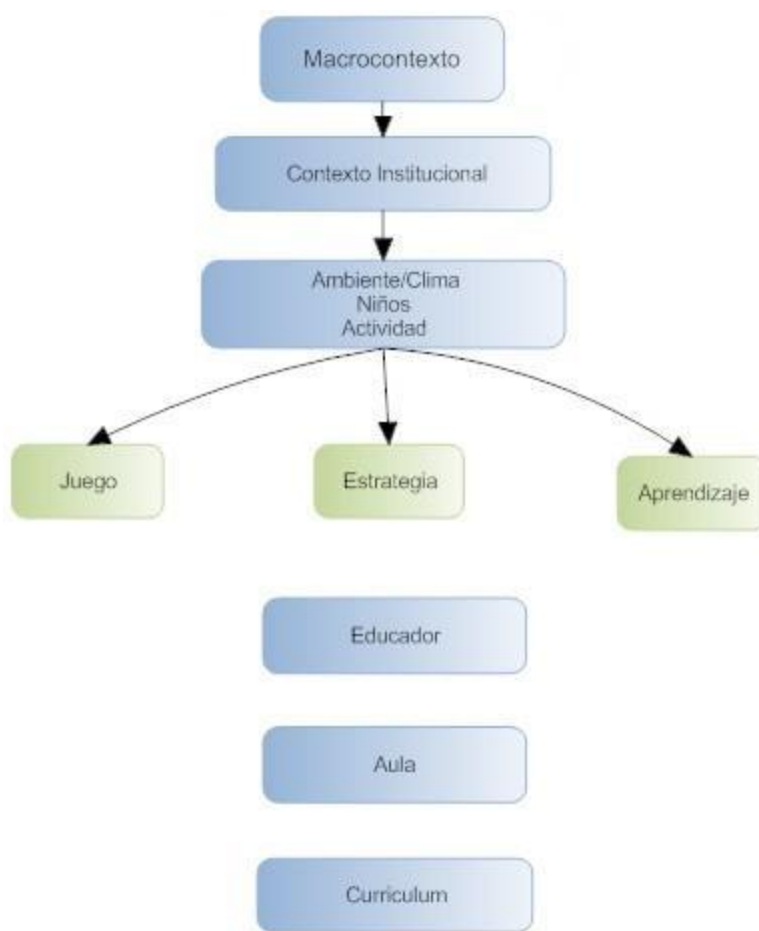 Macrocontexto
Contexto Institucional
Ambiente/Clima
Niños
Actividad
Juego
Estrategia
Aprendizaje
Educador
Aula
Curriculum